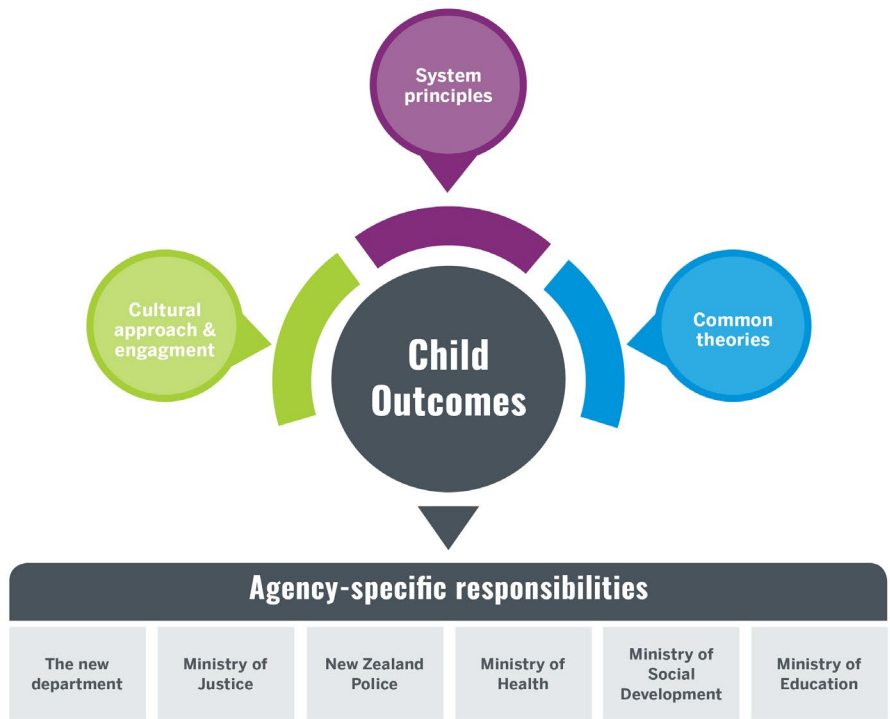 System
principles
Cultural
approach &
engagment
Common
theories
Child
Outcomes
Agency-specific responsibilities
The new
department
Ministry of
Justice
New Zealand
Police
Ministry of
Health
Ministry of
Social
Development
Ministry of
Education